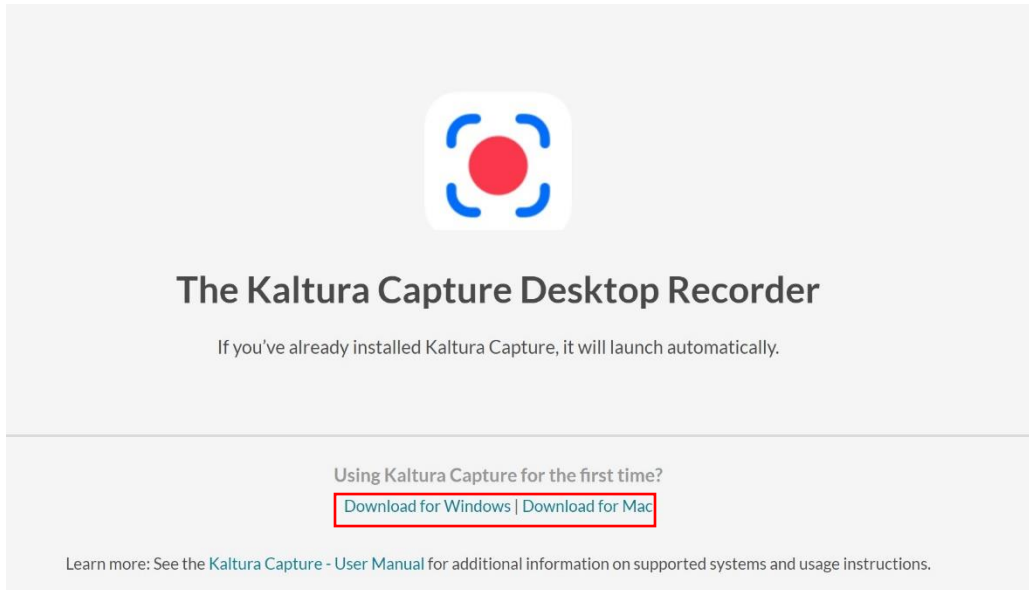 The Kaltura Capture Desktop Recorder
If you've already installed Kaltura Capture, it will launch automatically.
Using Kaltura Capture for the first time?
Download for Windows | Download for Mac
Learn more: See the Kaltura Capture - User Manual for additional information on supported systems and usage instructions.